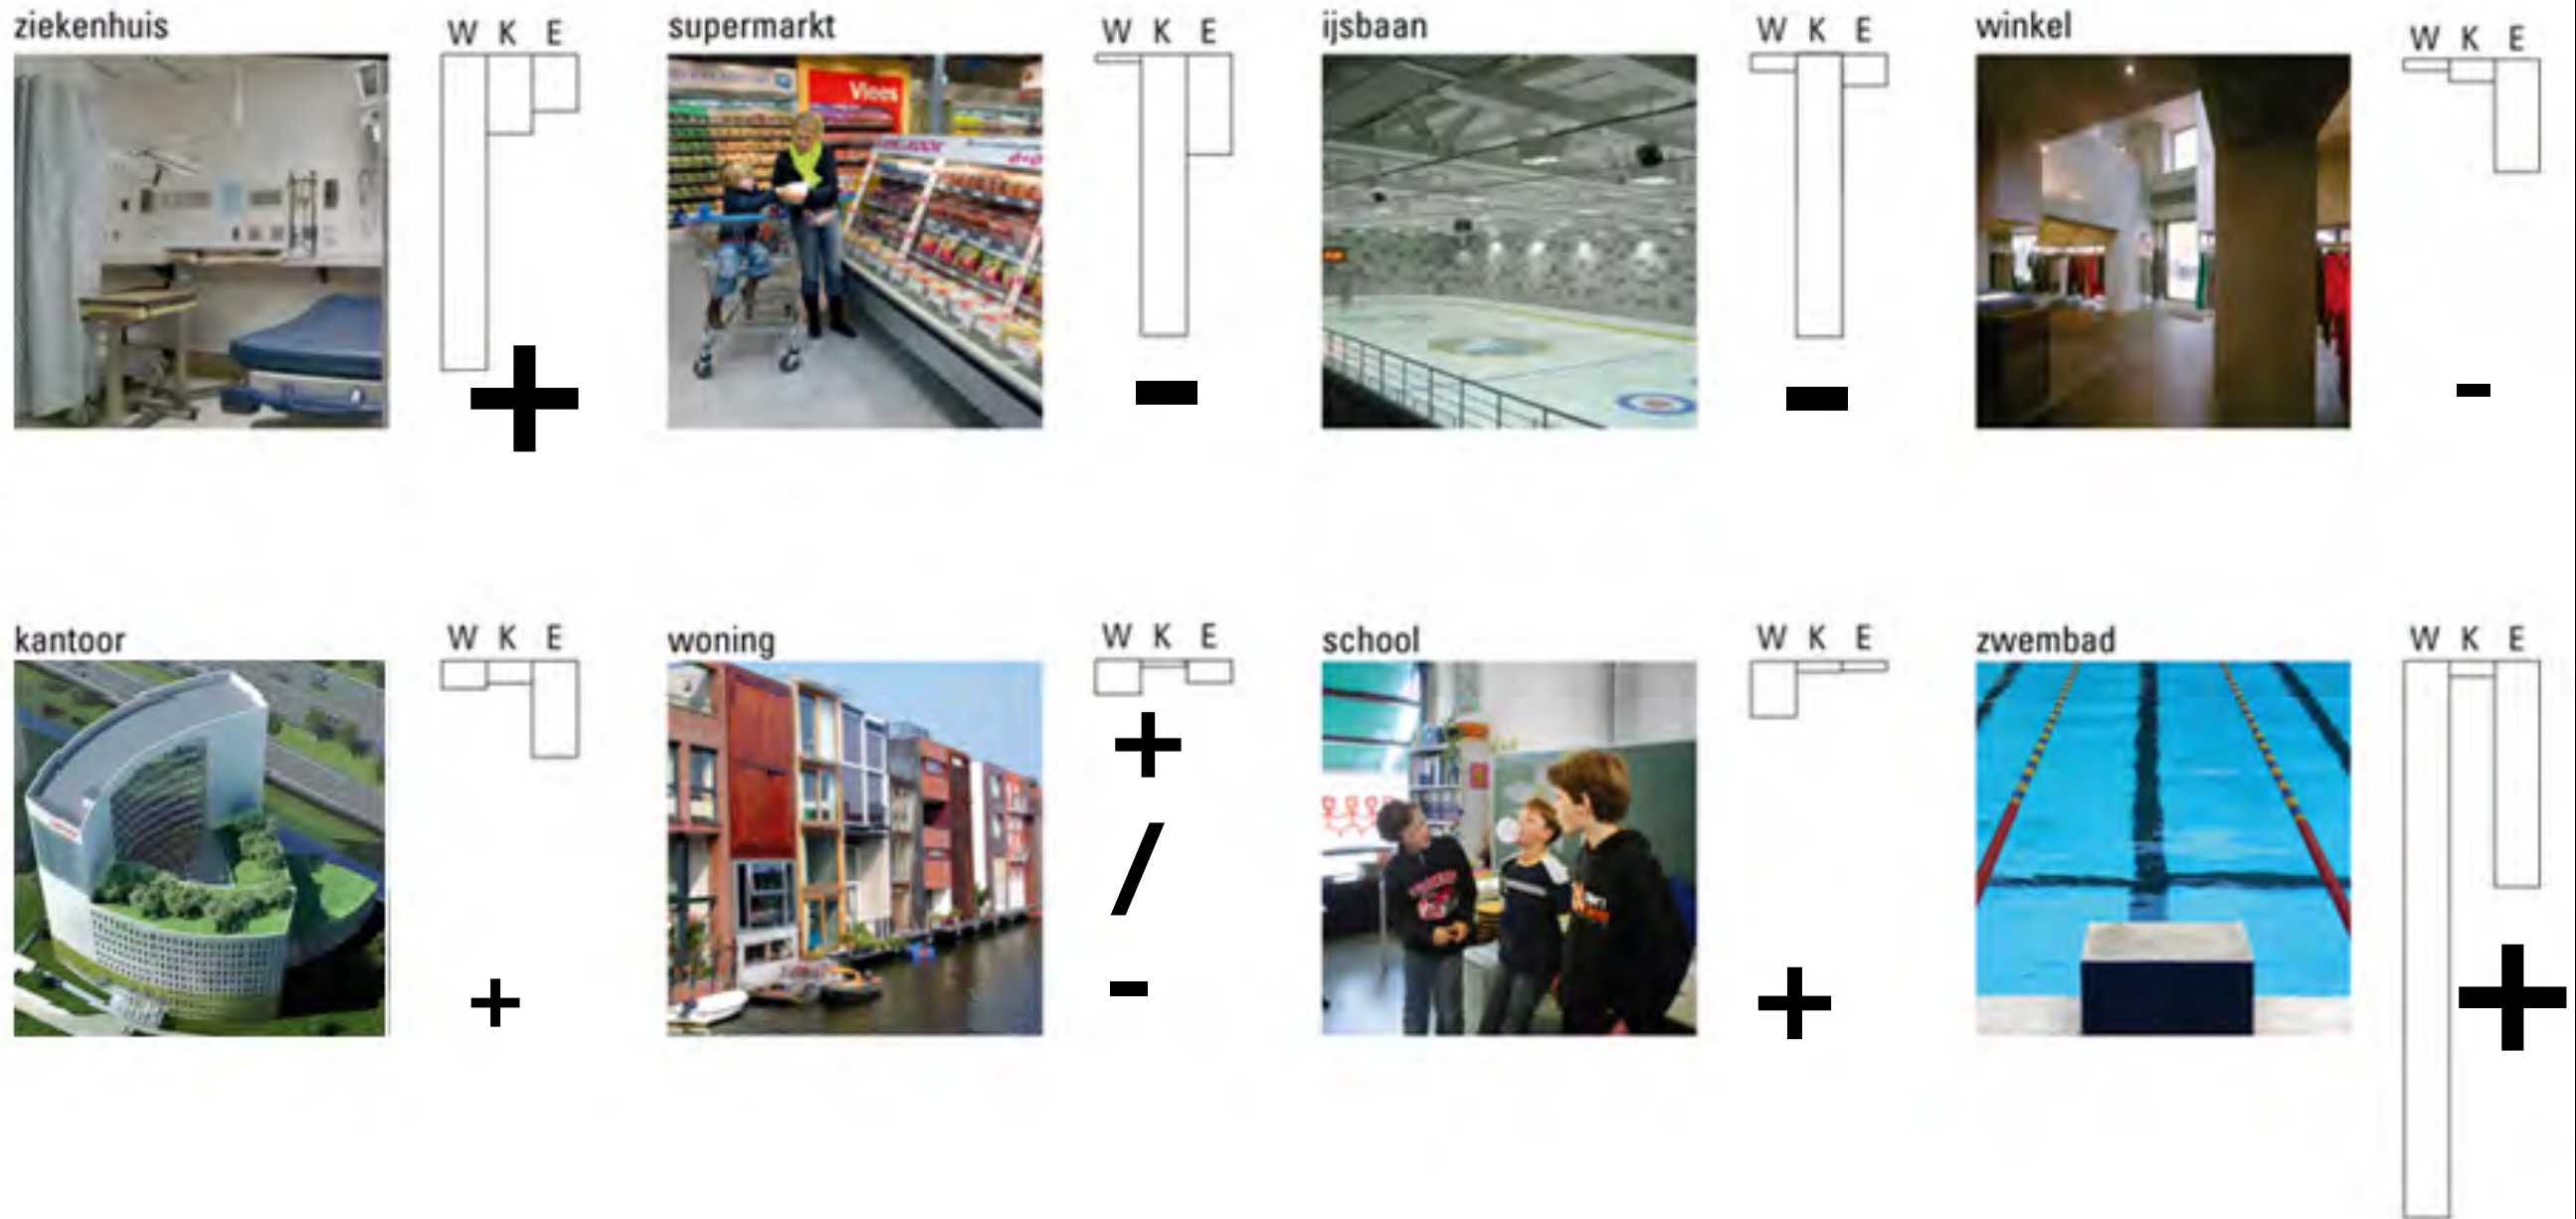 ziekenhuis
W K E
+
supermarkt
W K E
Vlees
-
ijsbaan
W K E
-
winkel
W K E
-
kantoor
W K E
+
woning
W K E
+
/
-
school
W K E
+
zwembad
W K E
+